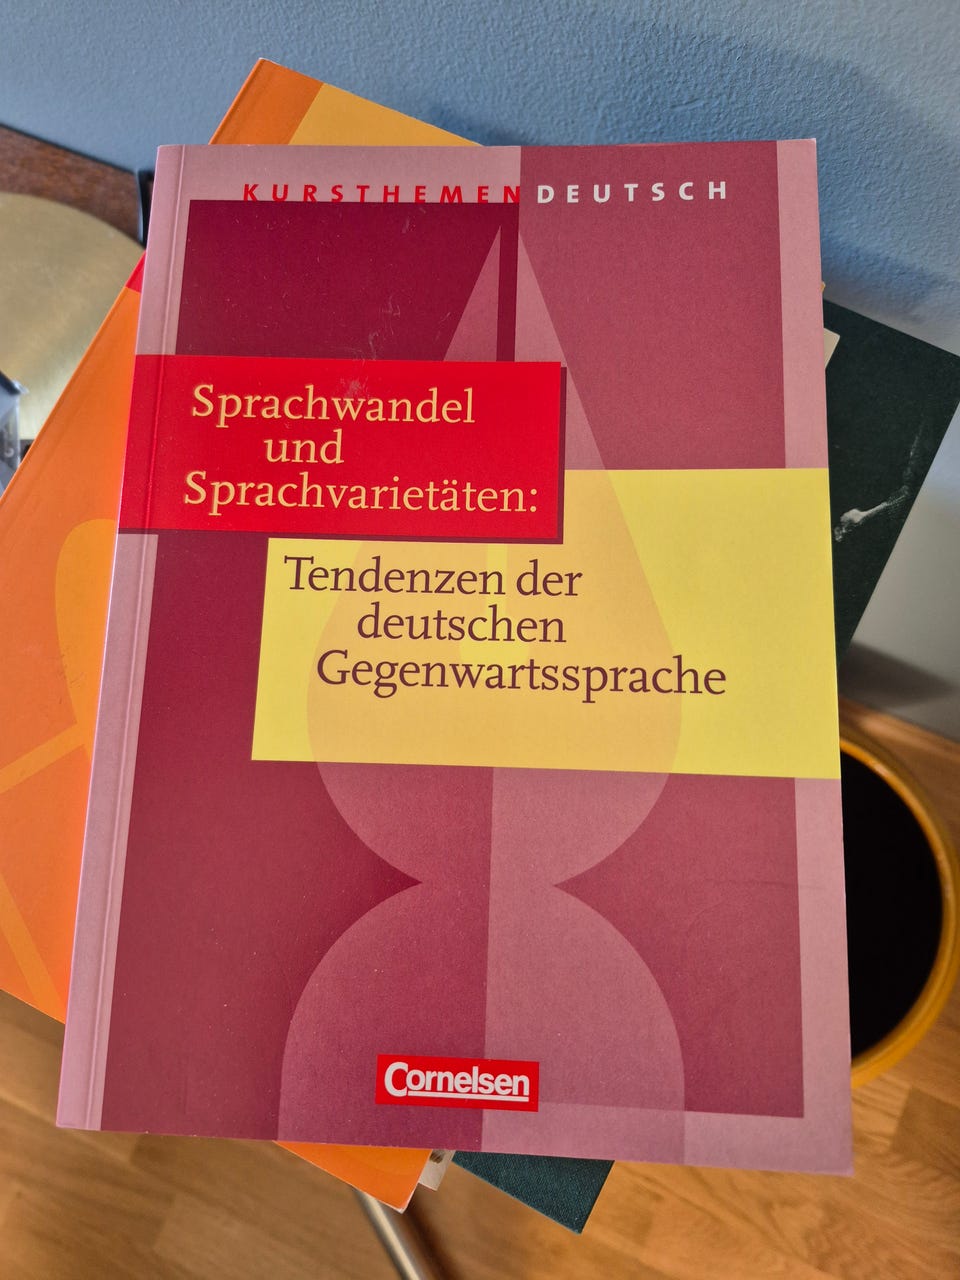 KURSTHEMEN DEUTSCH
Sprachwandel
und
Sprachvarietäten:
Tendenzen der
deutschen
Gegenwartssprache
Cornelsen